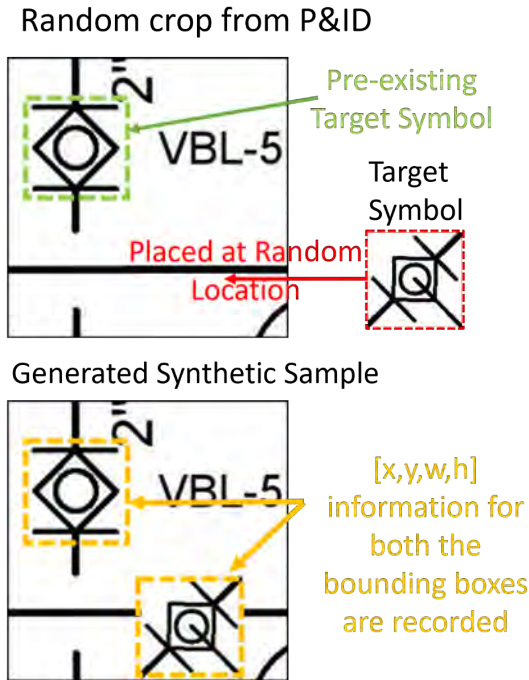 Random crop from P&ID
2"
Pre-existing
Target Symbol
VBL-5
Target
Symbol
Placed at Random
Location
Generated Synthetic Sample
2"
VBL-5
[x,y,w,h]
information for
both the
bounding boxes
are recorded